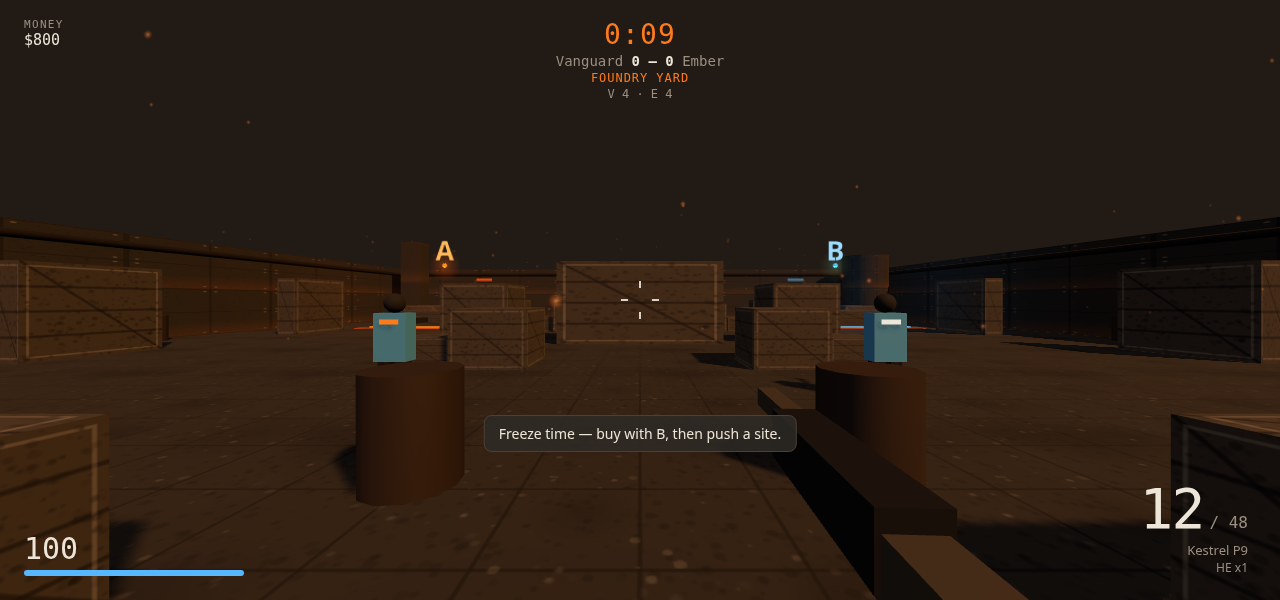 MONEY
$800
0:09
Vanguard 0 — 0 Ember
FOUNDRY YARD
V 4 · E 4
A
B
Freeze time — buy with B, then push a site.
100
12 / 48
Kestrel P9
HE x1